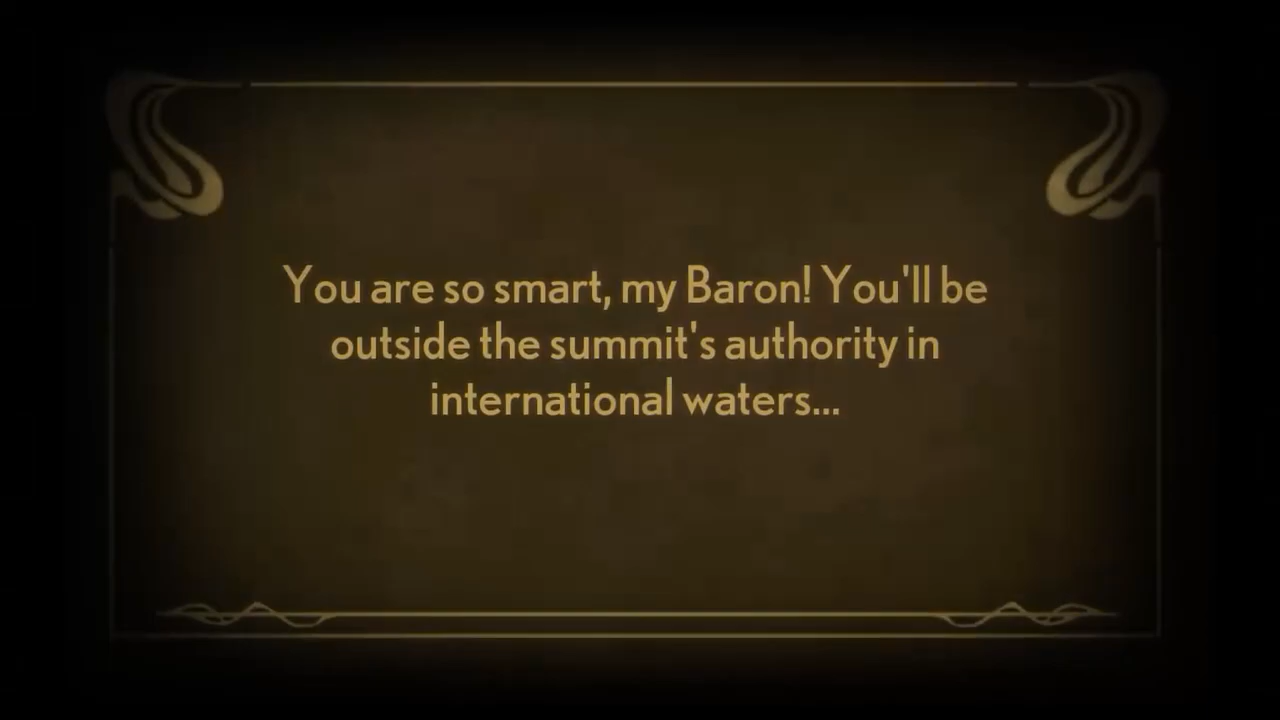 You are so smart, my Baron! You'll be
outside the summit's authority in
international waters...